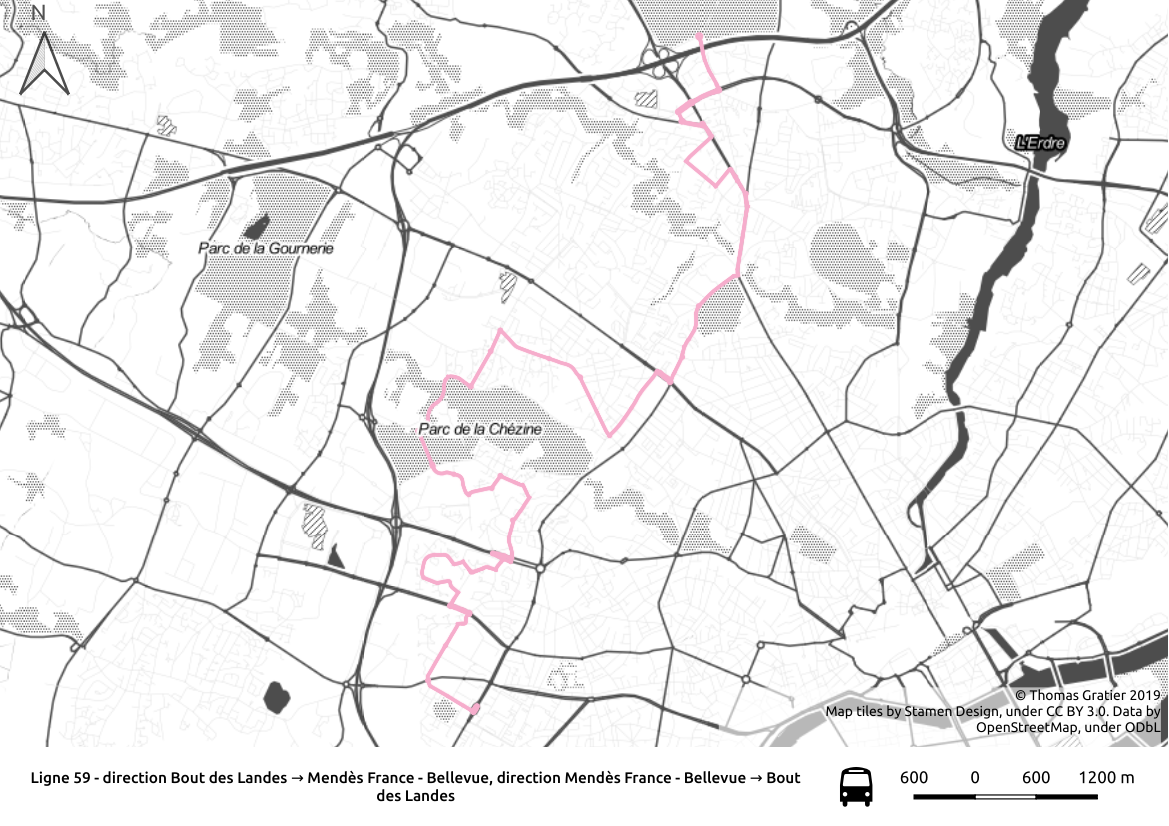 N
L'Erdre
Parc de la Gournerie
Parc de la Chézine
© Thomas Gratier 2019
Map tiles by Stamen Design, under CC BY 3.0. Data by
OpenStreetMap, under ODbL
Ligne 59 - direction Bout des Landes → Mendès France - Bellevue, direction Mendès France - Bellevue → Bout
des Landes
600 0 600 1200 m